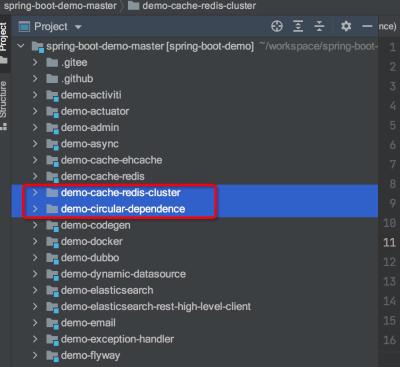 spring-boot-demo-master
demo-cache-redis-cluster
Project
Structure
Project
nce)
spring-boot-demo-master [spring-boot-demo] ~/workspace/spring-boot-
.gitee
.github
demo-activiti
demo-actuator
demo-admin
demo-async
demo-cache-ehcache
demo-cache-redis
demo-cache-redis-cluster
demo-circular-dependence
demo-codegen
demo-docker
demo-dubbo
demo-dynamic-datasource
demo-elasticsearch
demo-elasticsearch-rest-high-level-client
demo-email
demo-exception-handler
demo-flyway
1
2
3
4
5
6
7
8
9
10
11
12
13
14
15
16